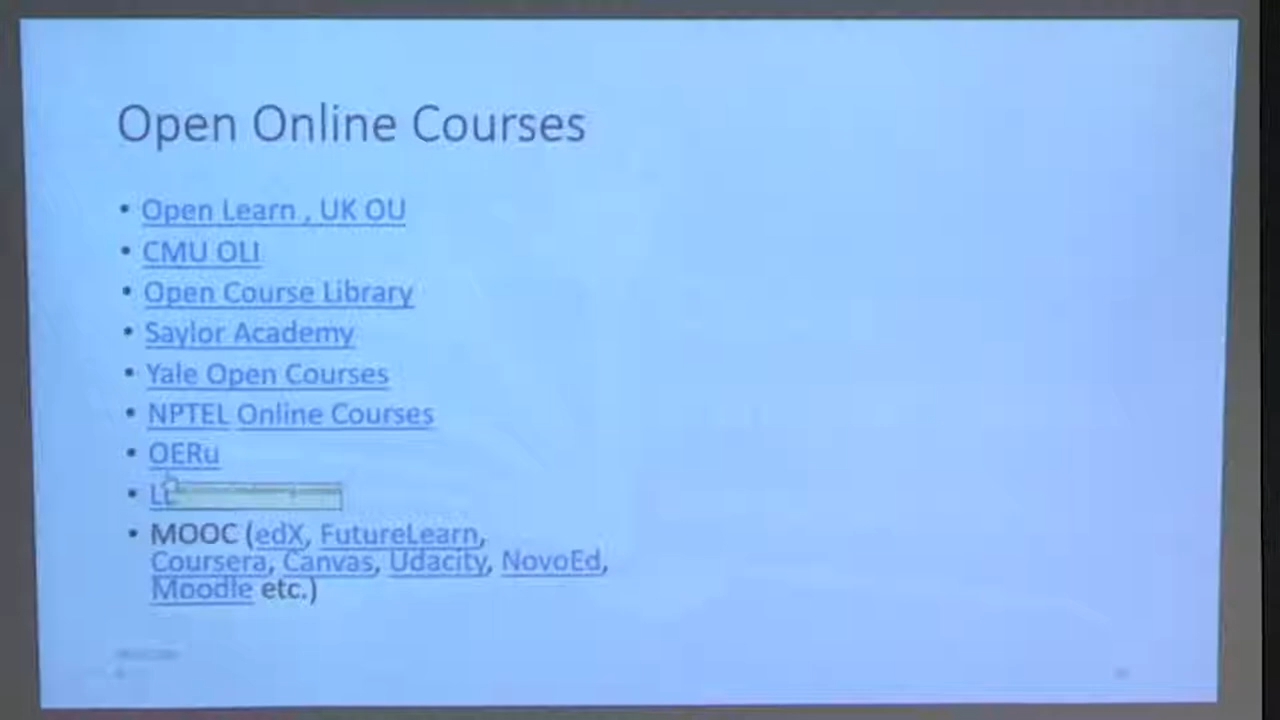 Open Online Courses
• Open Learn , UK OU
• CMU OLI
• Open Course Library
• Saylor Academy
• Yale Open Courses
• NPTEL Online Courses
• OERu
• MOOC (edX, FutureLearn,
Coursera, Canvas, Udacity, NovoEd,
Moodle etc.)